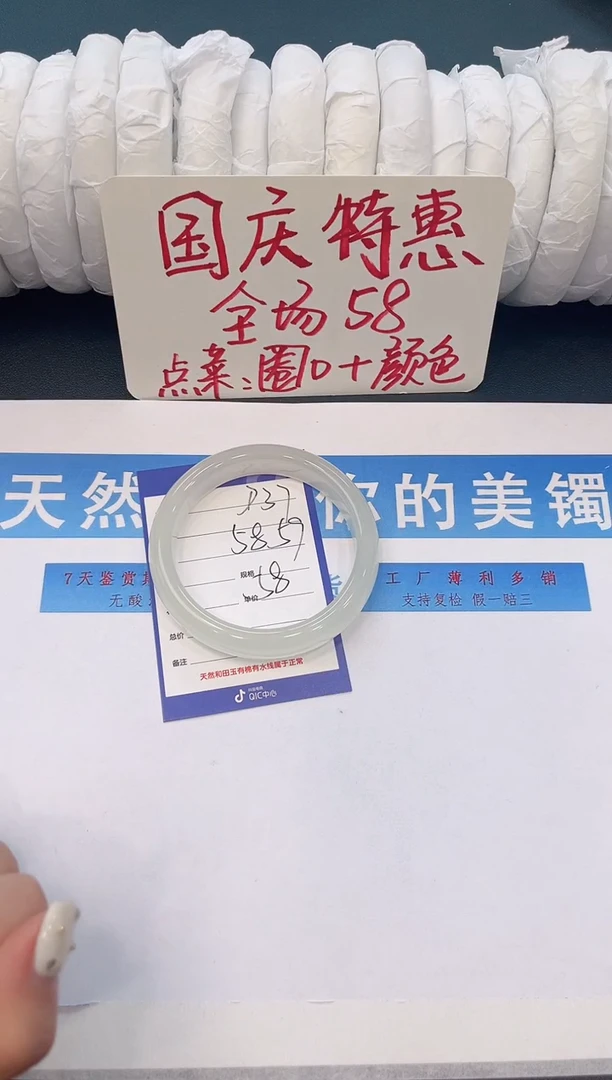 国庆特惠
全场58
点菜:圈口+颜色
天然 你的美镯
7天鉴赏 工厂薄利多销
无酸 支持复检 假一赔三
58.59
规格 58
单价
总价
备注
天然和田玉有棉有水线属于正常
QIC中心